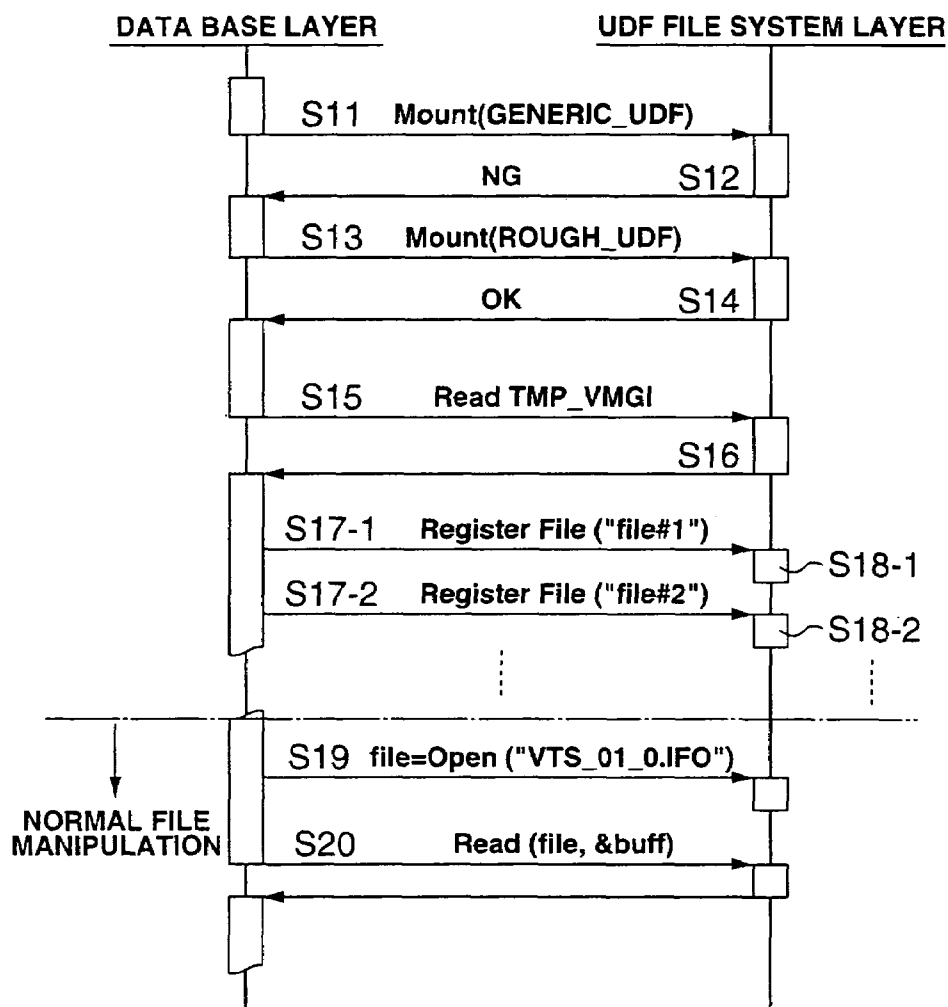 DATA BASE LAYER UDF FILE SYSTEM LAYER
S11 Mount(GENERIC_UDF)
NG S12
S13 Mount(ROUGH_UDF)
OK S14
S15 Read TMP_VMGI
S16
S17-1 Register File ("file#1")
S18-1
S17-2 Register File ("file#2")
S18-2
S19 file=Open ("VTS_01_0.IFO")
NORMAL FILE
MANIPULATION
S20 Read (file, &buff)